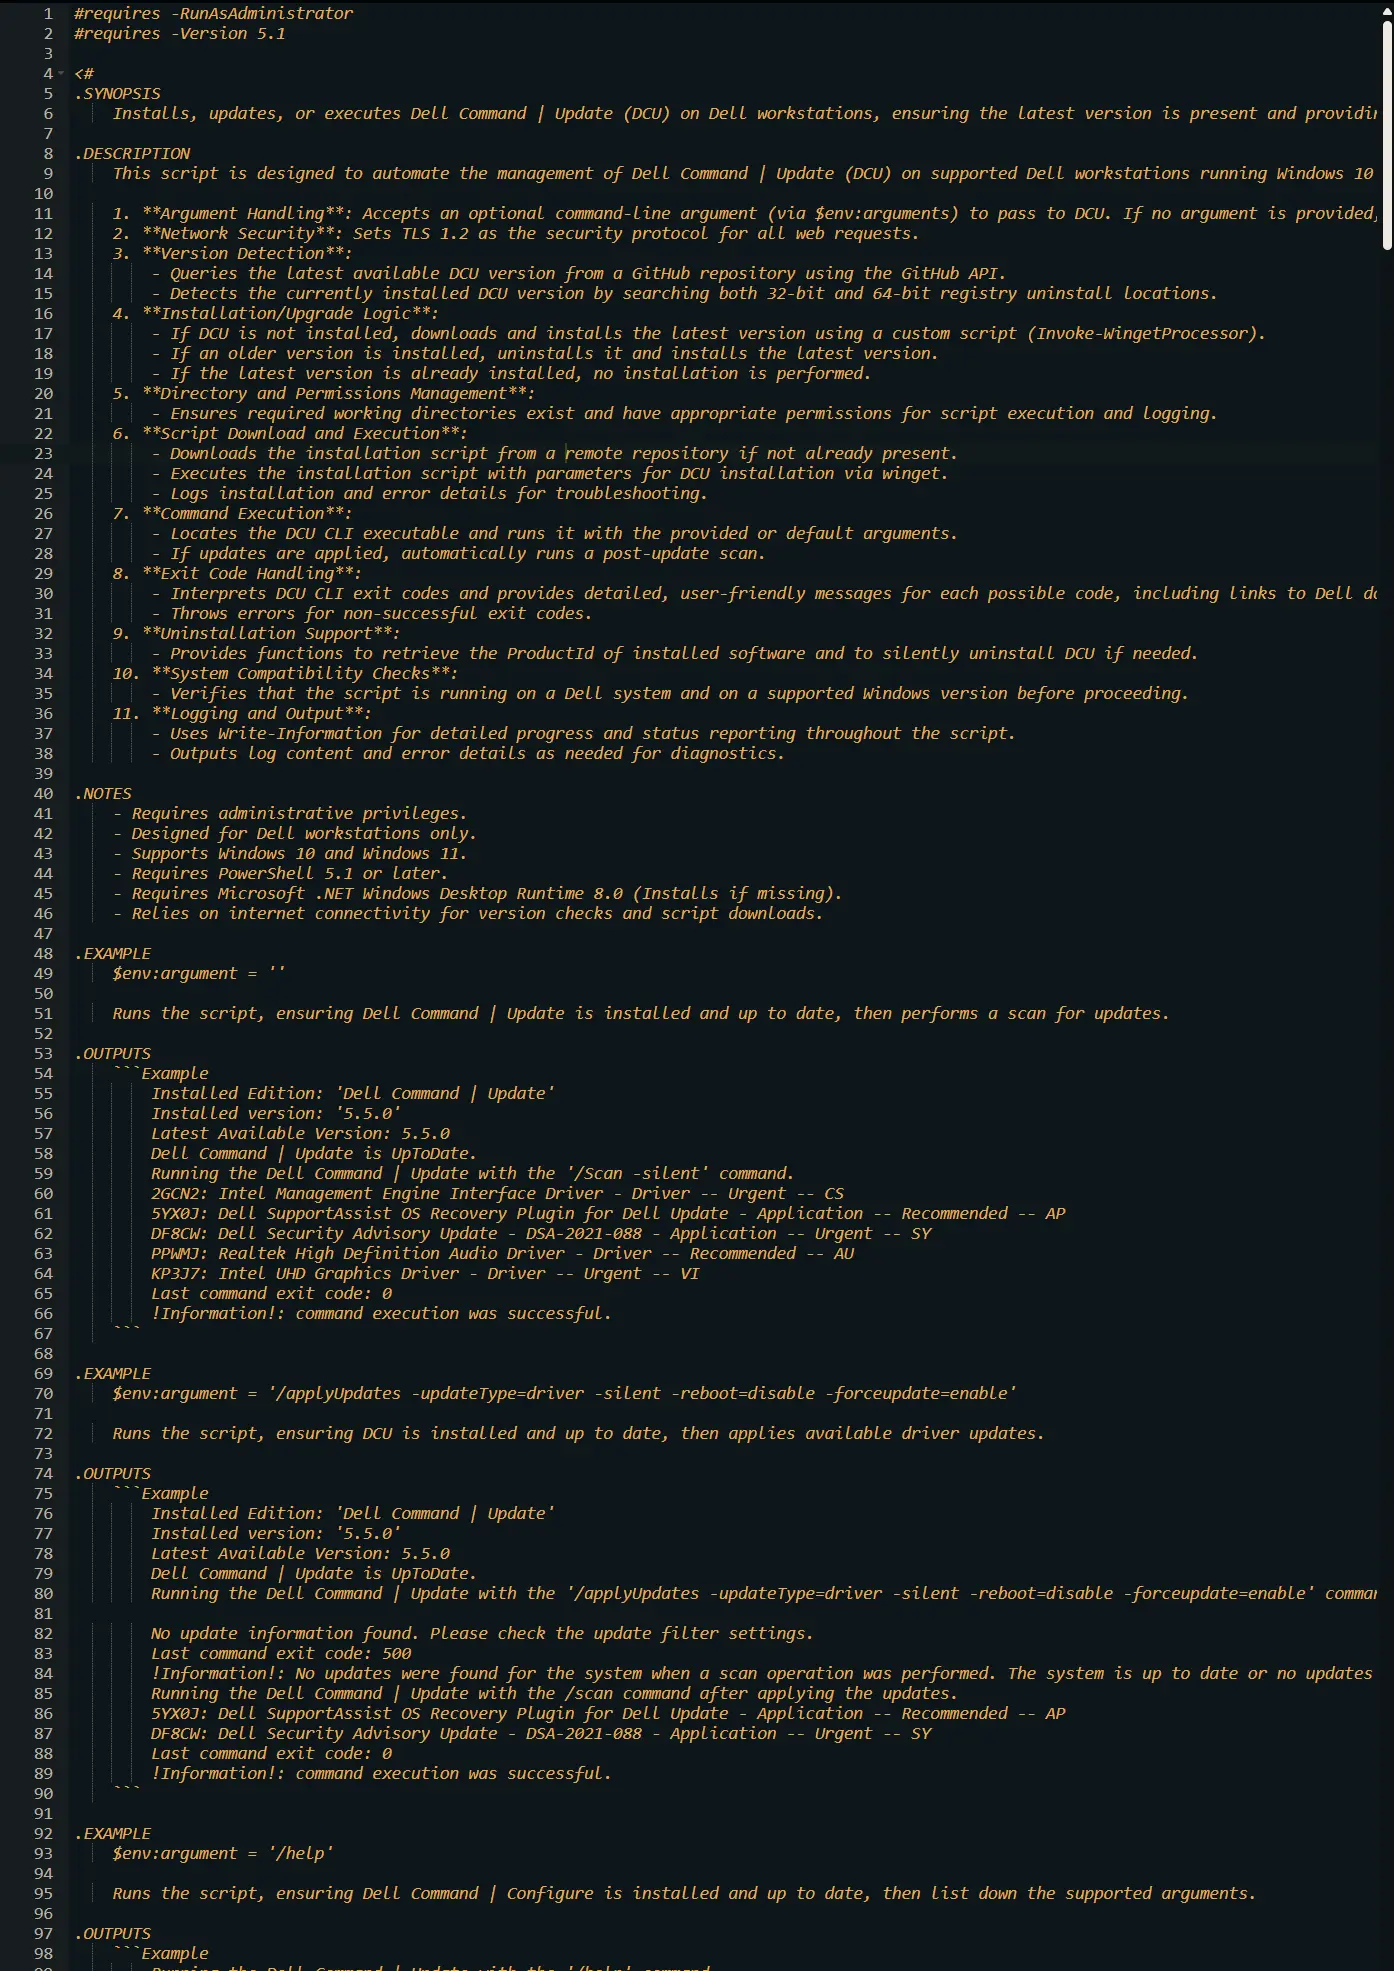 1 #requires -RunAsAdministrator
2 #requires -Version 5.1
3
4 <#
5 .SYNOPSIS
6 Installs, updates, or executes Dell Command | Update (DCU) on Dell workstations, ensuring the latest version is present and
7
8 .DESCRIPTION
9 This script is designed to automate the management of Dell Command | Update (DCU) on supported Dell workstations running Windows 10
10
11 1. **Argument Handling**: Accepts an optional command-line argument (via $env:arguments) to pass to DCU. If no argument is provided,
12 2. **Network Security**: Sets TLS 1.2 as the security protocol for all web requests.
13 3. **Version Detection**:
14 - Queries the latest available DCU version from a GitHub repository using the GitHub API.
15 - Detects the currently installed DCU version by searching both 32-bit and 64-bit registry uninstall locations.
16 4. **Installation/Upgrade Logic**:
17 - If DCU is not installed, downloads and installs the latest version using a custom script (Invoke-WingetProcessor).
18 - If an older version is installed, uninstalls it and installs the latest version.
19 - If the latest version is already installed, no installation is performed.
20 5. **Directory and Permissions Management**:
21 - Ensures required working directories exist and have appropriate permissions for script execution and logging.
22 6. **Script Download and Execution**:
23 - Downloads the installation script from a remote repository if not already present.
24 - Executes the installation script with parameters for DCU installation via winget.
25 - Logs installation and error details for troubleshooting.
26 7. **Command Execution**:
27 - Locates the DCU CLI executable and runs it with the provided or default arguments.
28 - If updates are applied, automatically runs a post-update scan.
29 8. **Exit Code Handling**:
30 - Interprets DCU CLI exit codes and provides detailed, user-friendly messages for each possible code, including links to Dell
31 - Throws errors for non-successful exit codes.
32 9. **Uninstallation Support**:
33 - Provides functions to retrieve the ProductId of installed software and to silently uninstall DCU if needed.
34 10. **System Compatibility Checks**:
35 - Verifies that the script is running on a Dell system and on a supported Windows version before proceeding.
36 11. **Logging and Output**:
37 - Uses Write-Information for detailed progress and status reporting throughout the script.
38 - Outputs log content and error details as needed for diagnostics.
39
40 .NOTES
41 - Requires administrative privileges.
42 - Designed for Dell workstations only.
43 - Supports Windows 10 and Windows 11.
44 - Requires PowerShell 5.1 or later.
45 - Requires Microsoft .NET Windows Desktop Runtime 8.0 (Installs if missing).
46 - Relies on internet connectivity for version checks and script downloads.
47
48 .EXAMPLE
49 $env:argument = ''
50
51 Runs the script, ensuring Dell Command | Update is installed and up to date, then performs a scan for updates.
52
53 .OUTPUTS
54 ```Example
55 Installed Edition: 'Dell Command | Update'
56 Installed version: '5.5.0'
57 Latest Available Version: 5.5.0
58 Dell Command | Update is UpToDate.
59 Running the Dell Command | Update with the '/Scan -silent' command.
60 2GCN2: Intel Management Engine Interface Driver - Driver -- Urgent -- CS
61 5YX0J: Dell SupportAssist OS Recovery Plugin for Dell Update - Application -- Recommended -- AP
62 DF8CW: Dell Security Advisory Update - DSA-2021-088 - Application -- Urgent -- SY
63 PPWMJ: Realtek High Definition Audio Driver - Driver -- Recommended -- AU
64 KP3J7: Intel UHD Graphics Driver - Driver -- Urgent -- VI
65 Last command exit code: 0
66 !Information!: command execution was successful.
67 ```
68
69 .EXAMPLE
70 $env:argument = '/applyUpdates -updateType=driver -silent -reboot=disable -forceupdate=enable'
71
72 Runs the script, ensuring DCU is installed and up to date, then applies available driver updates.
73
74 .OUTPUTS
75 ```Example
76 Installed Edition: 'Dell Command | Update'
77 Installed version: '5.5.0'
78 Latest Available Version: 5.5.0
79 Dell Command | Update is UpToDate.
80 Running the Dell Command | Update with the '/applyUpdates -updateType=driver -silent -reboot=disable -forceupdate=enable'
81
82 No update information found. Please check the update filter settings.
83 Last command exit code: 500
84 !Information!: No updates were found for the system when a scan operation was performed. The system is up to date or no updates
85 Running the Dell Command | Update with the /scan command after applying the updates.
86 5YX0J: Dell SupportAssist OS Recovery Plugin for Dell Update - Application -- Recommended -- AP
87 DF8CW: Dell Security Advisory Update - DSA-2021-088 - Application -- Urgent -- SY
88 Last command exit code: 0
89 !Information!: command execution was successful.
90 ```
91
92 .EXAMPLE
93 $env:argument = '/help'
94
95 Runs the script, ensuring Dell Command | Configure is installed and up to date, then list down the supported arguments.
96
97 .OUTPUTS
98 ```Example